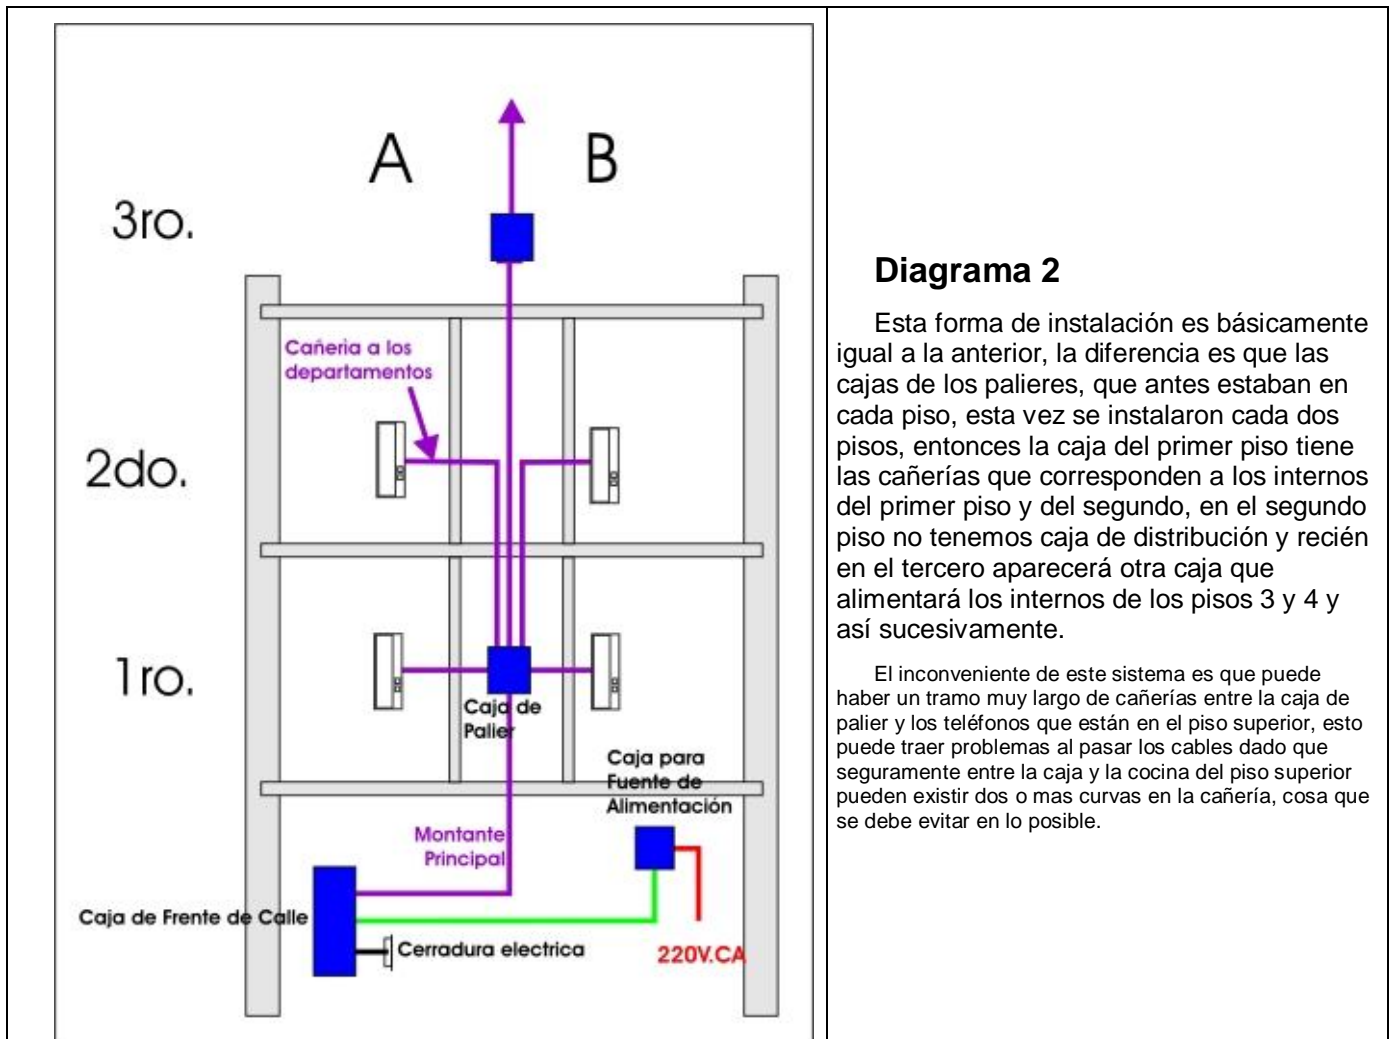 A B
3ro.
Cañeria a los
departamentos
2do.
1ro.
Caja de
Palier
Caja para
Fuente de
Alimentación
Montante
Principal
Caja de Frente de Calle
Cerradura electrica
220V.CA
Diagrama 2
Esta forma de instalación es básicamente
igual a la anterior, la diferencia es que las
cajas de los palieres, que antes estaban en
cada piso, esta vez se instalaron cada dos
pisos, entonces la caja del primer piso tiene
las cañerías que corresponden a los internos
del primer piso y del segundo, en el segundo
piso no tenemos caja de distribución y recién
en el tercero aparecerá otra caja que
alimentará los internos de los pisos 3 y 4 y
así sucesivamente.
El inconveniente de este sistema es que puede
haber un tramo muy largo de cañerías entre la caja de
palier y los teléfonos que están en el piso superior, esto
puede traer problemas al pasar los cables dado que
seguramente entre la caja y la cocina del piso superior
pueden existir dos o mas curvas en la cañería, cosa que
se debe evitar en lo posible.